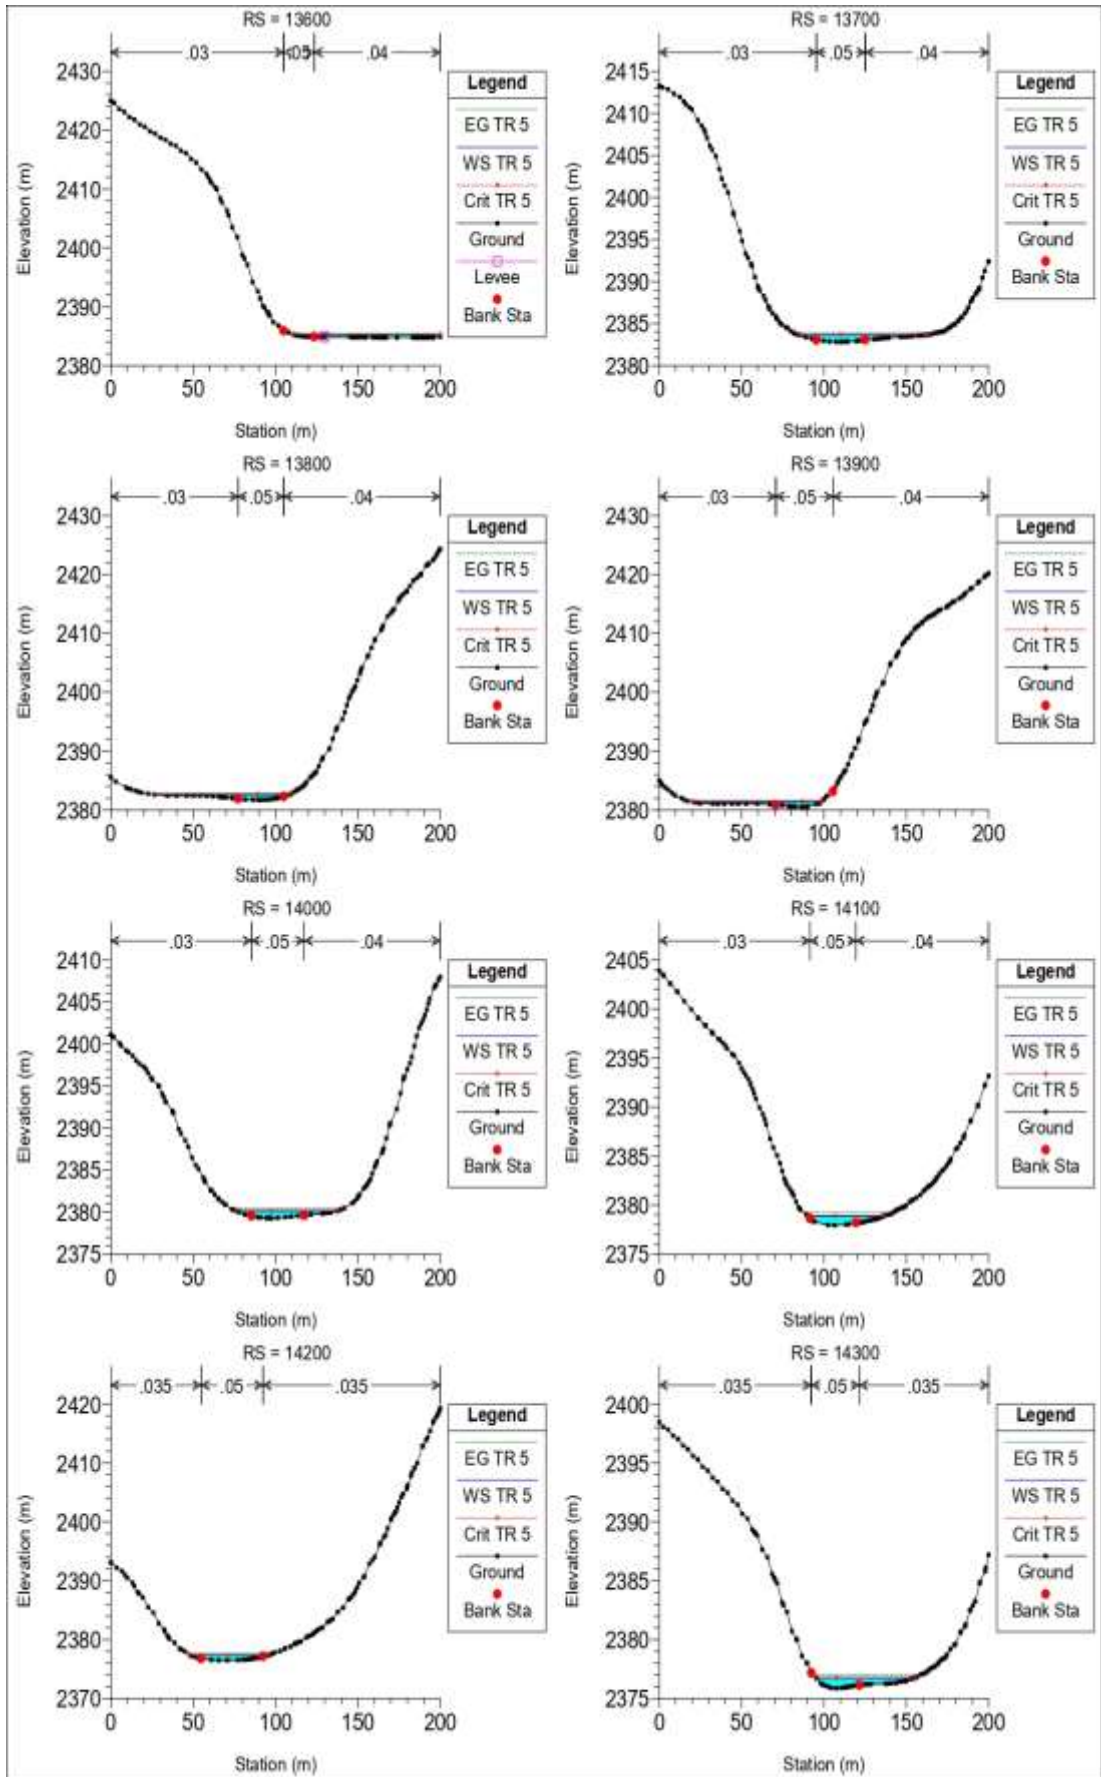 RS = 13600
.03 .05 .04
2430
2420
2410
2400
2390
2380
Elevation (m)
0 50 100 150 200
Station (m)
Legend
EG TR 5
WS TR 5
Crit TR 5
Ground
Levee
Bank Sta
RS = 13700
.03 .05 .04
2415
2410
2405
2400
2395
2390
2385
2380
Elevation (m)
0 50 100 150 200
Station (m)
Legend
EG TR 5
WS TR 5
Crit TR 5
Ground
Bank Sta
RS = 13800
.03 .05 .04
2430
2420
2410
2400
2390
2380
Elevation (m)
0 50 100 150 200
Station (m)
Legend
EG TR 5
WS TR 5
Crit TR 5
Ground
Bank Sta
RS = 13900
.03 .05 .04
2430
2420
2410
2400
2390
2380
Elevation (m)
0 50 100 150 200
Station (m)
Legend
EG TR 5
WS TR 5
Crit TR 5
Ground
Bank Sta
RS = 14000
.03 .05 .04
2410
2405
2400
2395
2390
2385
2380
2375
Elevation (m)
0 50 100 150 200
Station (m)
Legend
EG TR 5
WS TR 5
Crit TR 5
Ground
Bank Sta
RS = 14100
.03 .05 .04
2405
2400
2395
2390
2385
2380
2375
Elevation (m)
0 50 100 150 200
Station (m)
Legend
EG TR 5
WS TR 5
Crit TR 5
Ground
Bank Sta
RS = 14200
.035 .05 .035
2420
2410
2400
2390
2380
2370
Elevation (m)
0 50 100 150 200
Station (m)
Legend
EG TR 5
WS TR 5
Crit TR 5
Ground
Bank Sta
RS = 14300
.035 .05 .035
2400
2395
2390
2385
2380
2375
Elevation (m)
0 50 100 150 200
Station (m)
Legend
EG TR 5
WS TR 5
Crit TR 5
Ground
Bank Sta